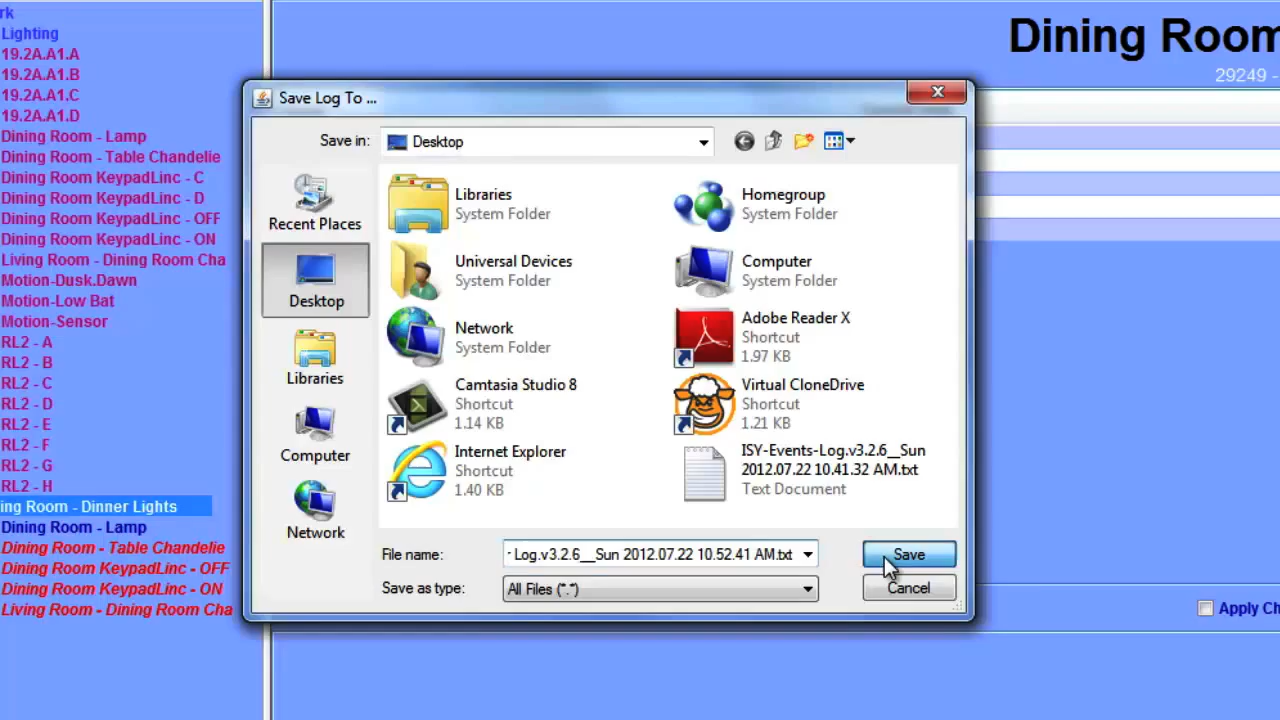 rk
Lighting
19.2A.A1.A
19.2A.A1.B
19.2A.A1.C
19.2A.A1.D
Dining Room - Lamp
Dining Room - Table Chandelie
Dining Room KeypadLinc - C
Dining Room KeypadLinc - D
Dining Room KeypadLinc - OFF
Dining Room KeypadLinc - ON
Living Room - Dining Room Cha
Motion-Dusk.Dawn
Motion-Low Bat
Motion-Sensor
RL2 - A
RL2 - B
RL2 - C
RL2 - D
RL2 - E
RL2 - F
RL2 - G
RL2 - H
ing Room - Dinner Lights
Dining Room - Lamp
Dining Room - Table Chandelie
Dining Room KeypadLinc - OFF
Dining Room KeypadLinc - ON
Living Room - Dining Room Cha
Dining Room
29249 -
Save Log To ...
Save in:
Desktop
Recent Places
Desktop
Libraries
Computer
Network
Libraries
System Folder
Homegroup
System Folder
Universal Devices
System Folder
Computer
System Folder
Network
System Folder
Adobe Reader X
Shortcut
1.97 KB
Camtasia Studio 8
Shortcut
1.14 KB
Virtual CloneDrive
Shortcut
1.21 KB
Internet Explorer
Shortcut
1.40 KB
ISY-Events-Log.v3.2.6__Sun
2012.07.22 10.41.32 AM.txt
Text Document
File name:
Log.v3.2.6__Sun 2012.07.22 10.52.41 AM.txt
Save
Save as type:
All Files (*.*)
Cancel
Apply Ch